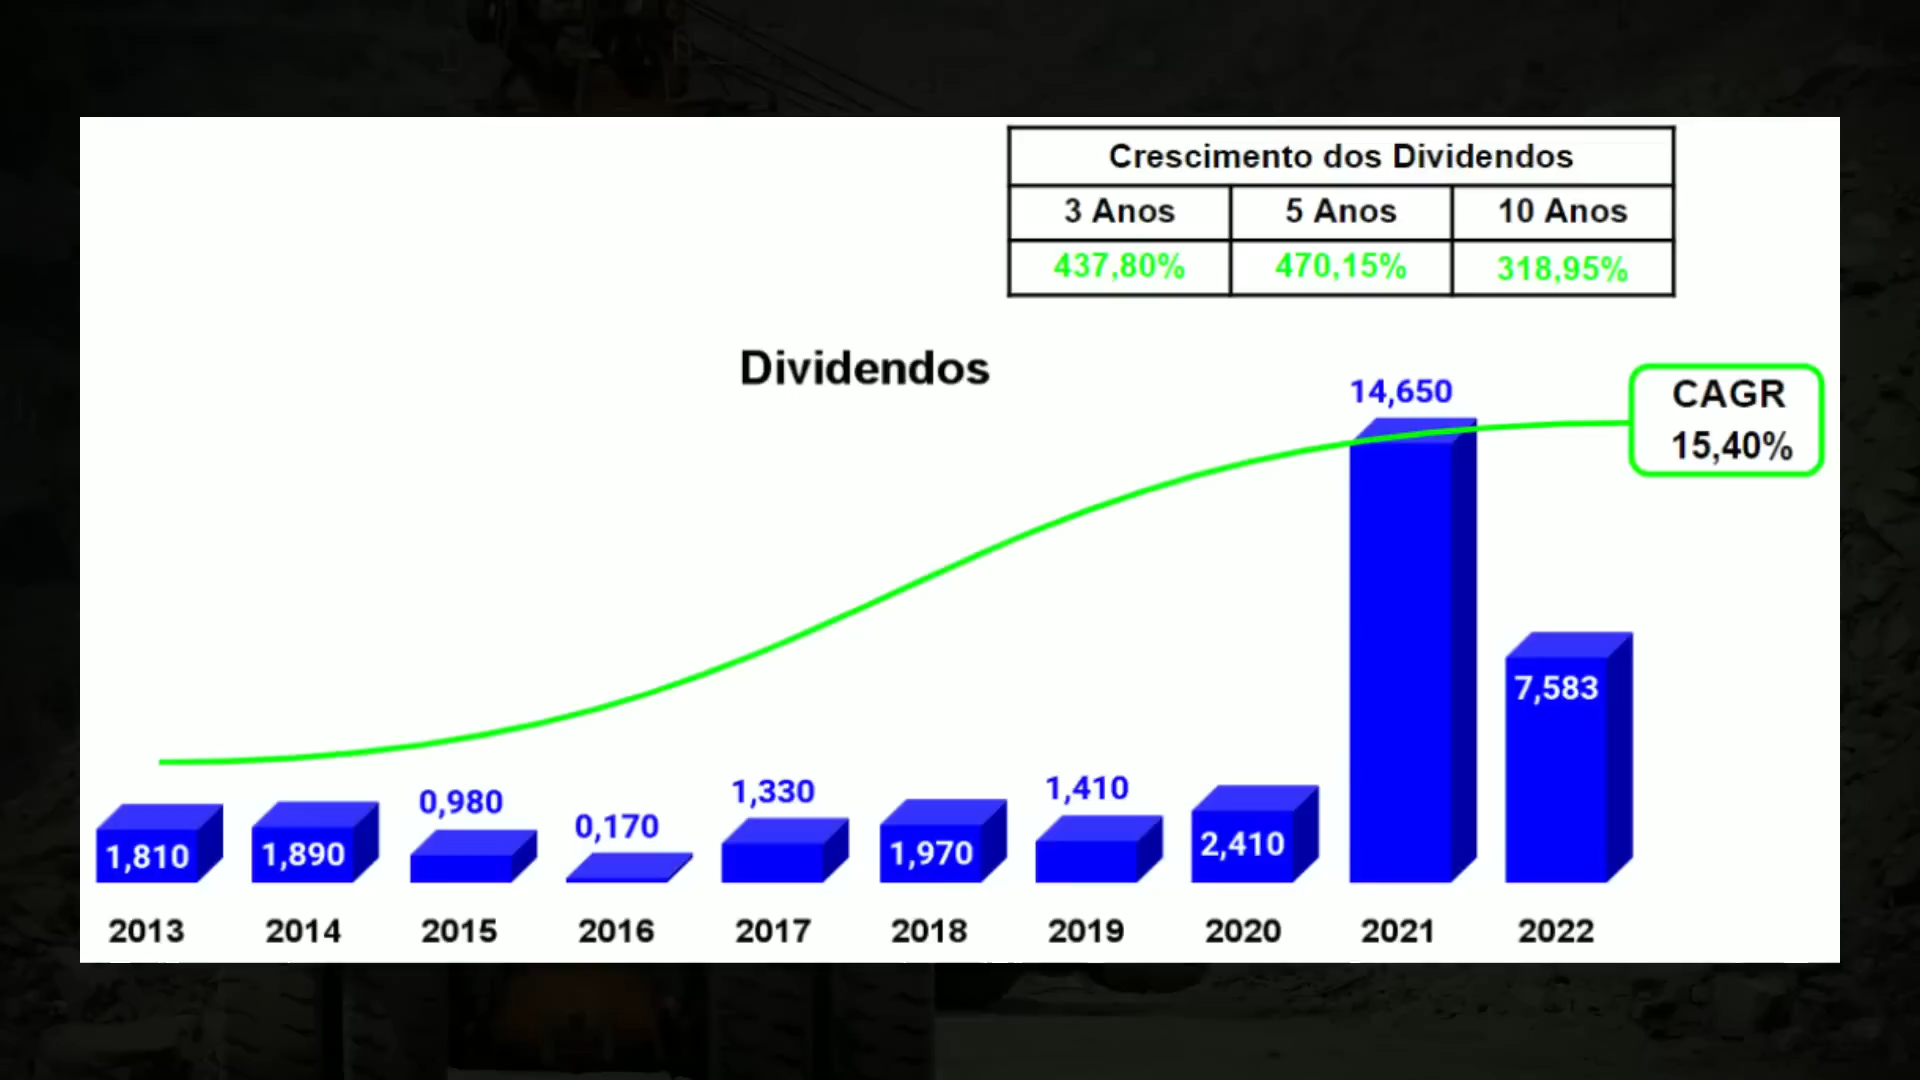 Crescimento dos Dividendos
3 Anos 5 Anos 10 Anos
437,80% 470,15% 318,95%
Dividendos
CAGR
15,40%
14,650
7,583
1,810 1,890 0,980 0,170 1,330 1,970 1,410 2,410
2013 2014 2015 2016 2017 2018 2019 2020 2021 2022